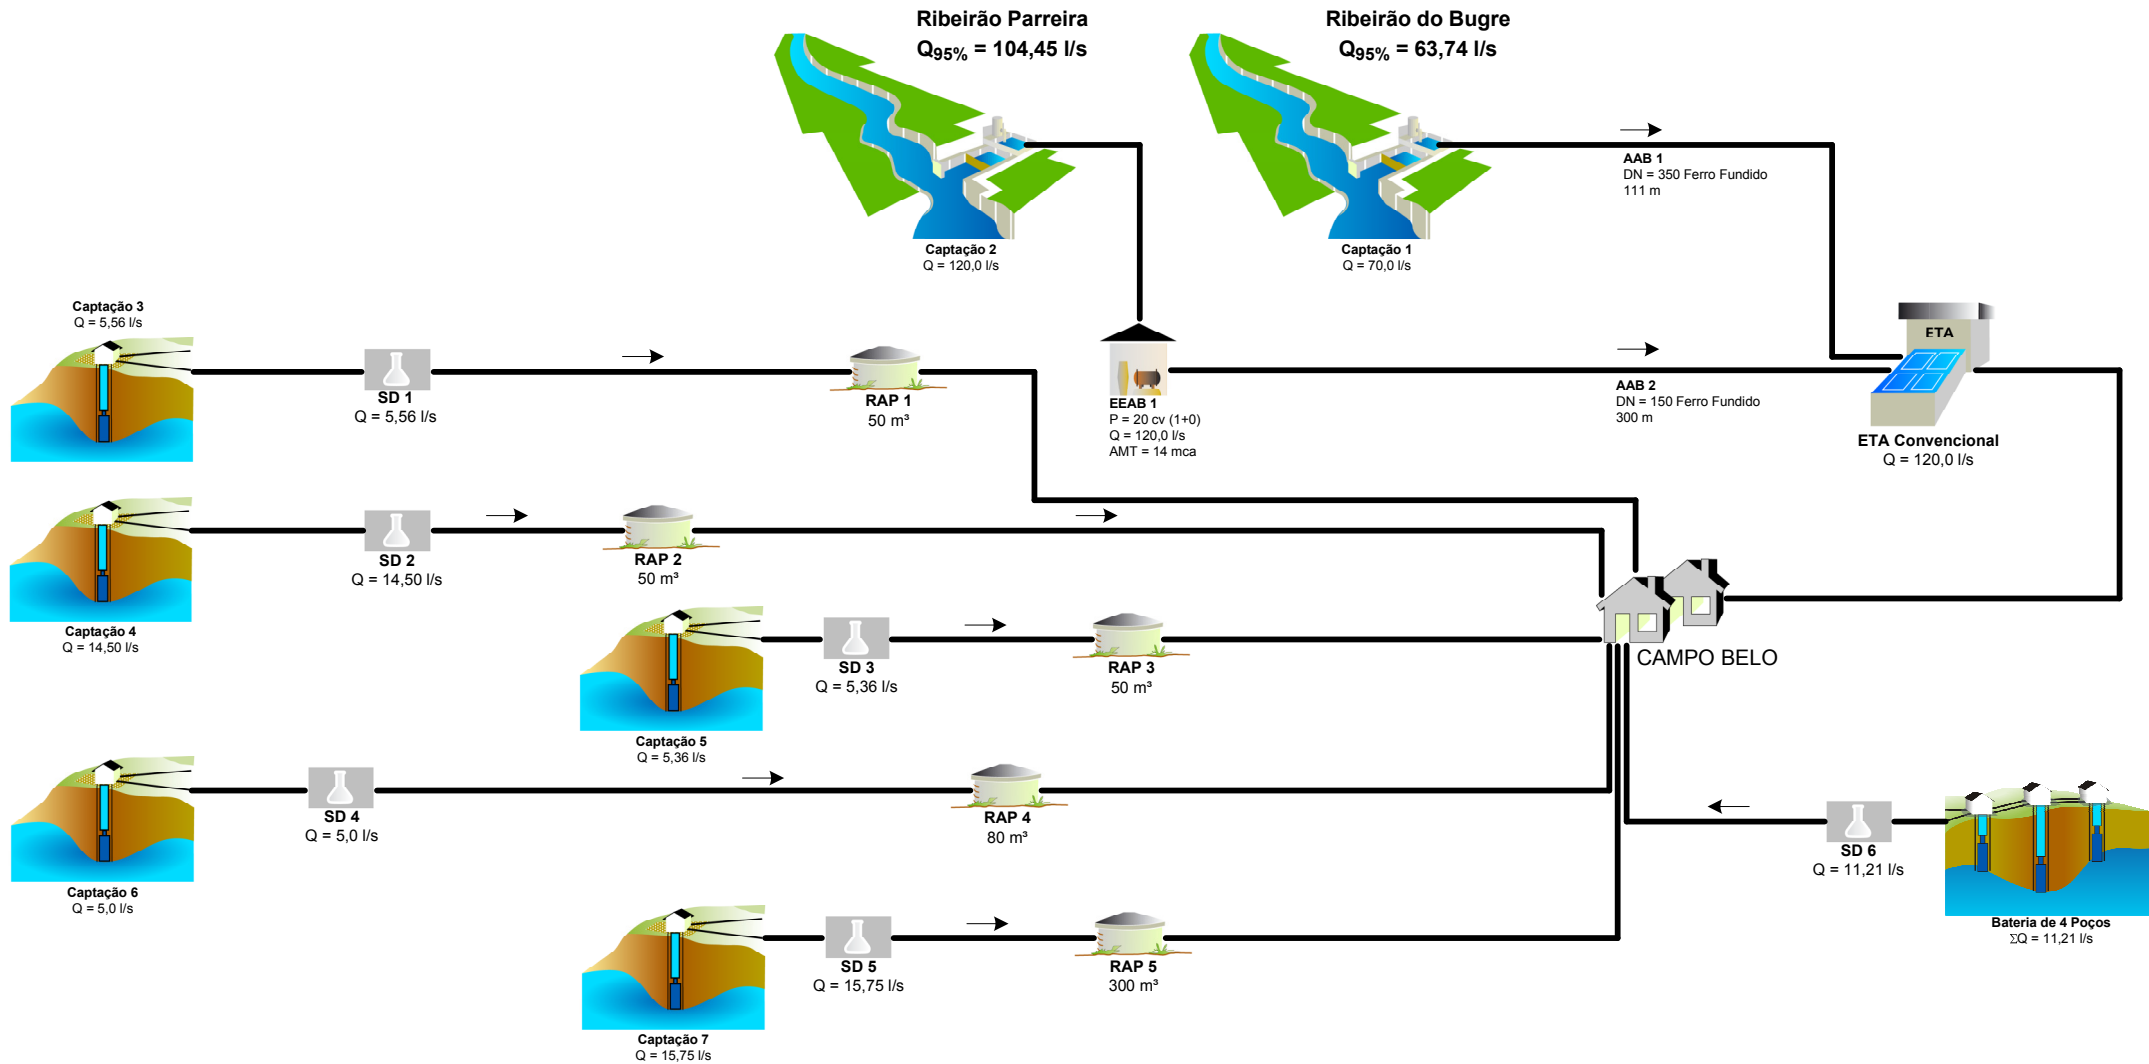 Ribeirão Parreira
Q95% = 104,45 l/s
Ribeirão do Bugre
Q95% = 63,74 l/s
AAB 1
DN = 350 Ferro Fundido
111 m
Captação 2
Q = 120,0 l/s
Captação 1
Q = 70,0 l/s
Captação 3
Q = 5,56 l/s
SD 1
Q = 5,56 l/s
RAP 1
50 m³
EEAB 1
P = 20 cv (1+0)
Q = 120,0 l/s
AMT = 14 mca
AAB 2
DN = 150 Ferro Fundido
300 m
ETA
ETA Convencional
Q = 120,0 l/s
Captação 4
Q = 14,50 l/s
SD 2
Q = 14,50 l/s
RAP 2
50 m³
Captação 5
Q = 5,36 l/s
SD 3
Q = 5,36 l/s
RAP 3
50 m³
CAMPO BELO
Captação 6
Q = 5,0 l/s
SD 4
Q = 5,0 l/s
RAP 4
80 m³
SD 6
Q = 11,21 l/s
Bateria de 4 Poços
ΣQ = 11,21 l/s
Captação 7
Q = 15,75 l/s
SD 5
Q = 15,75 l/s
RAP 5
300 m³